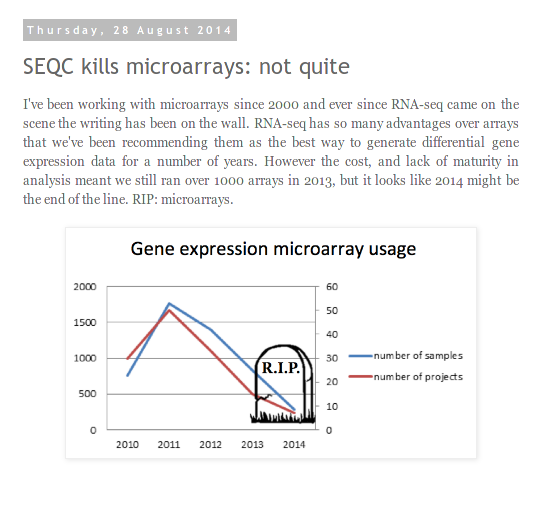 Thursday, 28 August 2014
SEQC kills microarrays: not quite
I've been working with microarrays since 2000 and ever since RNA-seq came on the
scene the writing has been on the wall. RNA-seq has so many advantages over arrays
that we've been recommending them as the best way to generate differential gene
expression data for a number of years. However the cost, and lack of maturity in
analysis meant we still ran over 1000 arrays in 2013, but it looks like 2014 might be
the end of the line. RIP: microarrays.
Gene expression microarray usage
2000
1500
1000
500
0
60
50
40
30
20
10
0
R.I.P.
number of samples
number of projects
2010 2011 2012 2013 2014